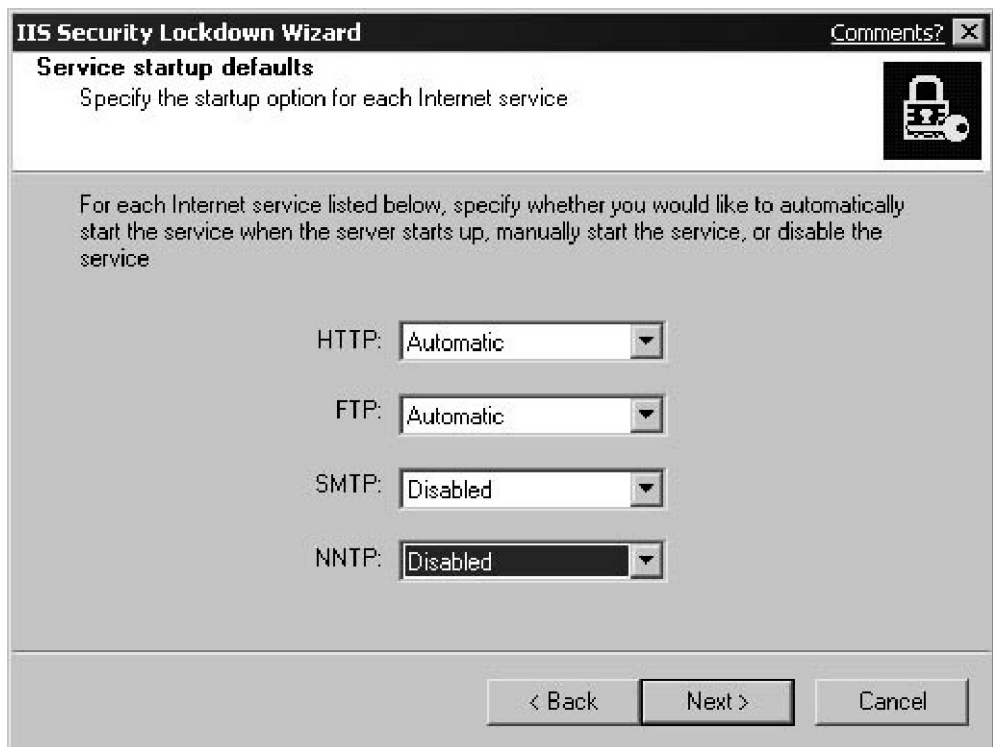 IIS Security Lockdown Wizard Comments?
Service startup defaults
Specify the startup option for each Internet service
For each Internet service listed below, specify whether you would like to automatically
start the service when the server starts up, manually start the service, or disable the
service
HTTP: Automatic
FTP: Automatic
SMTP: Disabled
NNTP: Disabled
< Back Next > Cancel